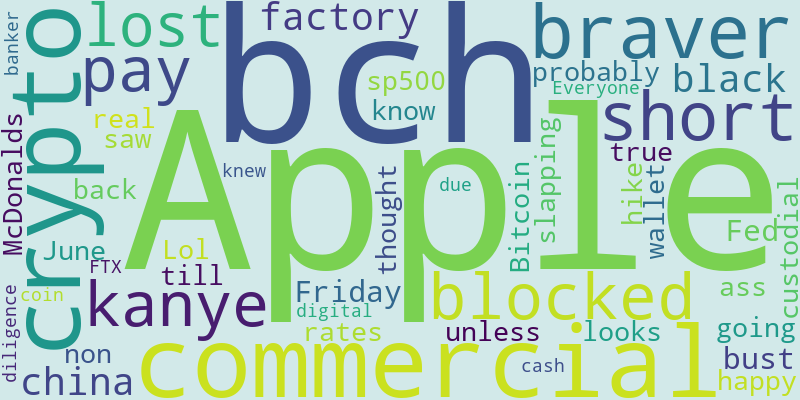 banker
crypto
lost
factory
bch
braver
pay
sp500
know
probably
Everyone
black
short
McDonalds
real
saw
Apple
true
back
knew
thought
due
Bitcoin
slapping
hike
wallet
Fed
custodial
June
FTX
Lol
till
kanye
Friday
digital
rates
blocked
unless
looks
ass
going
diligence
coin
non
china
commercial
cash
bust
happy